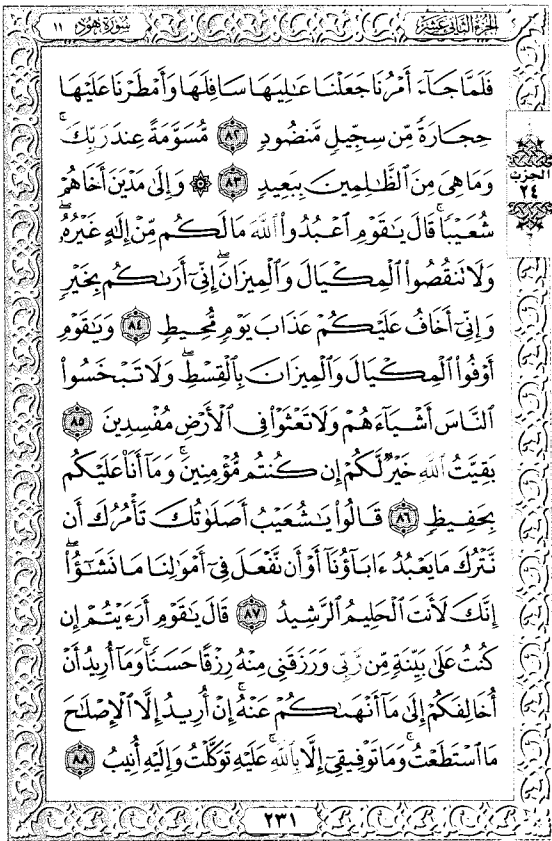 الجزء الثاني عشر
سورة هود ١١
فَلَمَّا جَآءَ أَمْرُنَا جَعَلْنَا عَٰلِيَهَا سَافِلَهَا وَأَمْطَرْنَا عَلَيْهَا
حِجَارَةً مِّن سِجِّيلٍ مَّنضُودٍ ٨٢ مُّسَوَّمَةً عِندَ رَبِّكَ ۖ
وَمَا هِىَ مِنَ ٱلظَّٰلِمِينَ بِبَعِيدٍ ٨٣ ۞ وَإِلَىٰ مَدْيَنَ أَخَاهُمْ
شُعَيْبًا ۚ قَالَ يَٰقَوْمِ ٱعْبُدُوا۟ ٱللَّهَ مَا لَكُم مِّنْ إِلَٰهٍ غَيْرُهُۥ ۖ
وَلَا تَنقُصُوا۟ ٱلْمِكْيَالَ وَٱلْمِيزَانَ ۖ إِنِّىٓ أَرَىٰكُم بِخَيْرٍ
وَإِنِّىٓ أَخَافُ عَلَيْكُمْ عَذَابَ يَوْمٍ مُّحِيطٍ ٨٤ وَيَٰقَوْمِ
أَوْفُوا۟ ٱلْمِكْيَالَ وَٱلْمِيزَانَ بِٱلْقِسْطِ ۖ وَلَا تَبْخَسُوا۟
ٱلنَّاسَ أَشْيَآءَهُمْ وَلَا تَعْثَوْا۟ فِى ٱلْأَرْضِ مُفْسِدِينَ ٨٥
بَقِيَّتُ ٱللَّهِ خَيْرٌ لَّكُمْ إِن كُنتُم مُّؤْمِنِينَ ۚ وَمَآ أَنَا۠ عَلَيْكُم
بِحَفِيظٍ ٨٦ قَالُوا۟ يَٰشُعَيْبُ أَصَلَوٰتُكَ تَأْمُرُكَ أَن
نَّتْرُكَ مَا يَعْبُدُ ءَابَآؤُنَآ أَوْ أَن نَّفْعَلَ فِىٓ أَمْوَٰلِنَا مَا نَشَٰٓؤُا۟ ۖ
إِنَّكَ لَأَنتَ ٱلْحَلِيمُ ٱلرَّشِيدُ ٨٧ قَالَ يَٰقَوْمِ أَرَءَيْتُمْ إِن
كُنتُ عَلَىٰ بَيِّنَةٍ مِّن رَّبِّى وَرَزَقَنِى مِنْهُ رِزْقًا حَسَنًا ۚ وَمَآ أُرِيدُ أَنْ
أُخَالِفَكُمْ إِلَىٰ مَآ أَنْهَىٰكُمْ عَنْهُ ۚ إِنْ أُرِيدُ إِلَّا ٱلْإِصْلَٰحَ
مَا ٱسْتَطَعْتُ ۚ وَمَا تَوْفِيقِىٓ إِلَّا بِٱللَّهِ ۚ عَلَيْهِ تَوَكَّلْتُ وَإِلَيْهِ أُنِيبُ ٨٨
الحزب
٢٤
٢٣١